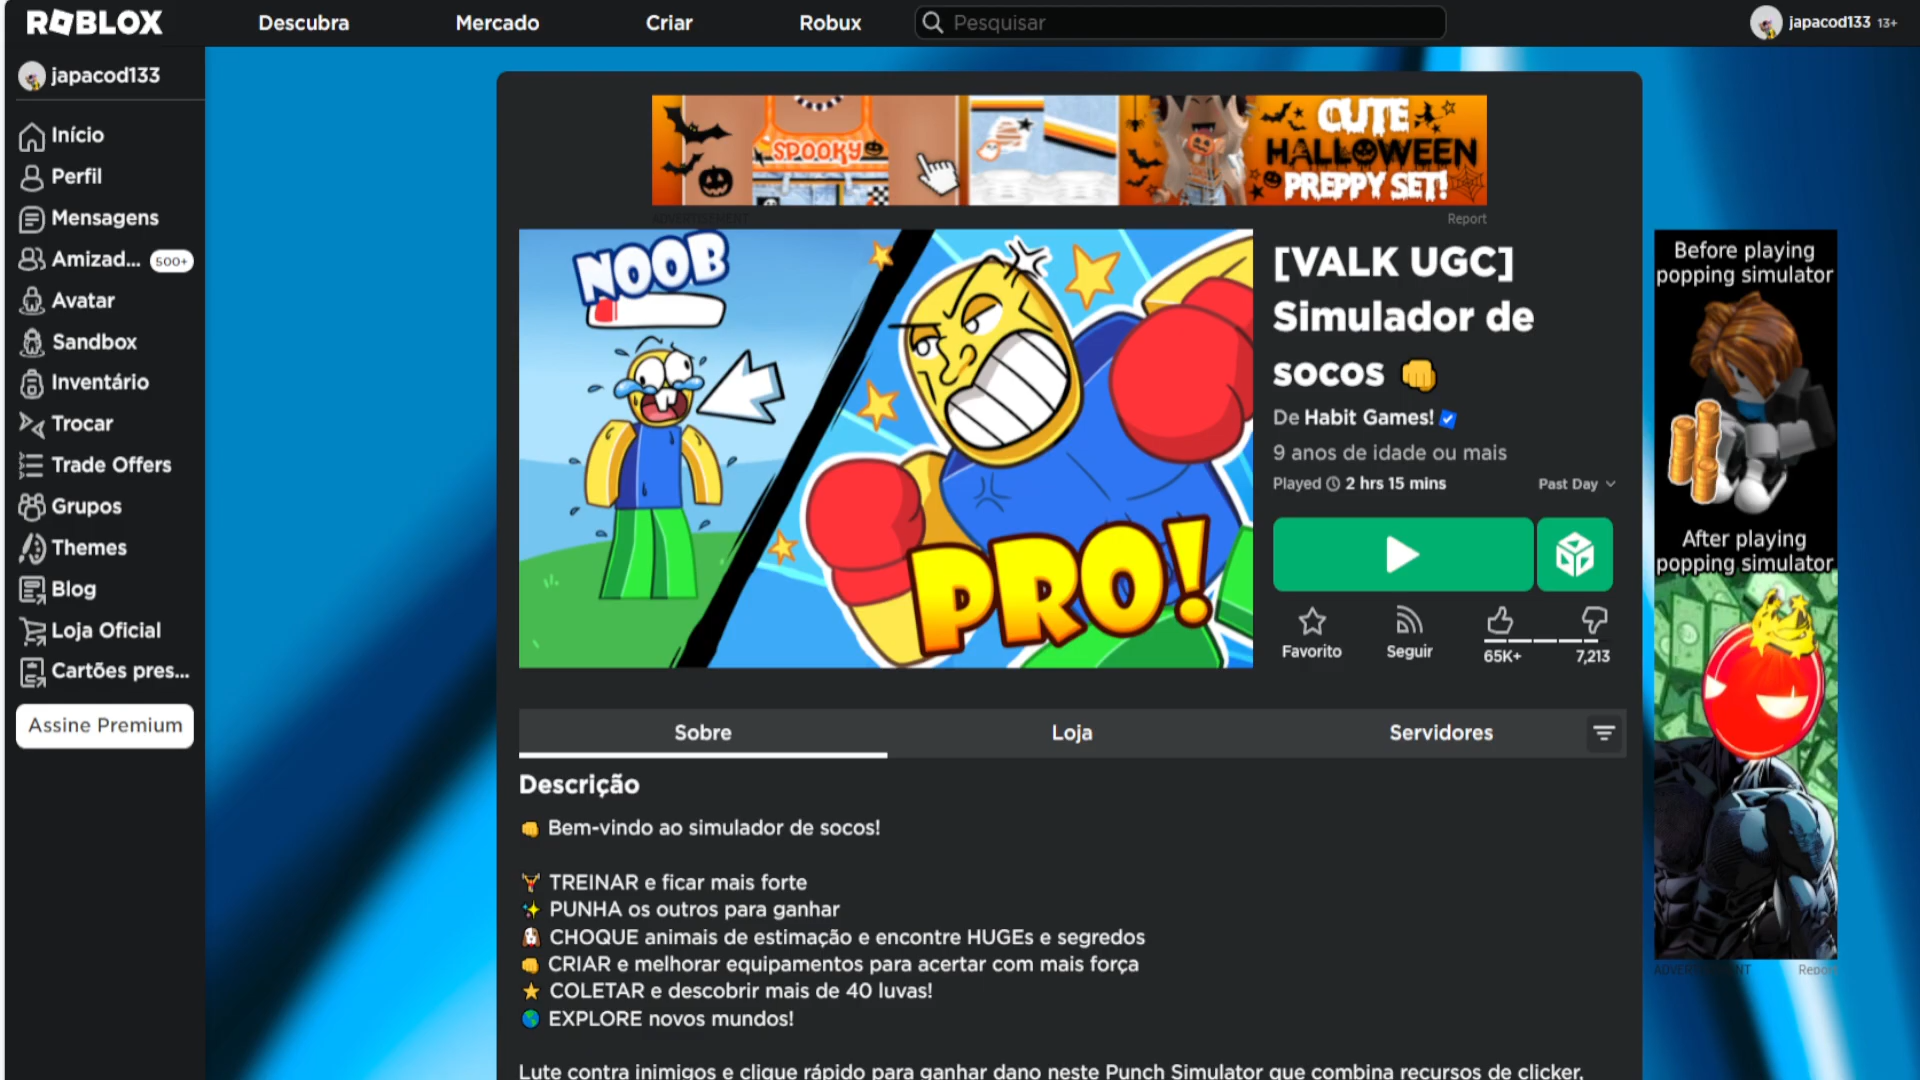 ROBLOX
Descubra
Mercado
Criar
Robux
Pesquisar
japacod133 13+
japacod133
Início
Perfil
Mensagens
Amizad... 500+
Avatar
Sandbox
Inventário
Trocar
Trade Offers
Grupos
Themes
Blog
Loja Oficial
Cartões pres...
Assine Premium
SPOOKY
CUTE
HALLOWEEN
PREPPY SET!
ADVERTISEMENT
Report
NOOB
PRO!
[VALK UGC]
Simulador de
socos 👊
De Habit Games!
9 anos de idade ou mais
Played 2 hrs 15 mins
Past Day
Favorito
Seguir
65K+
7,213
Before playing
popping simulator
After playing
popping simulator
ADVERTISEMENT
Report
Sobre
Loja
Servidores
Descrição
👊 Bem-vindo ao simulador de socos!
🏋 TREINAR e ficar mais forte
✨ PUNHA os outros para ganhar
🐶 CHOQUE animais de estimação e encontre HUGEs e segredos
👊 CRIAR e melhorar equipamentos para acertar com mais força
⭐ COLETAR e descobrir mais de 40 luvas!
🌎 EXPLORE novos mundos!
Lute contra inimigos e clique rápido para ganhar dano neste Punch Simulator que combina recursos de clicker,